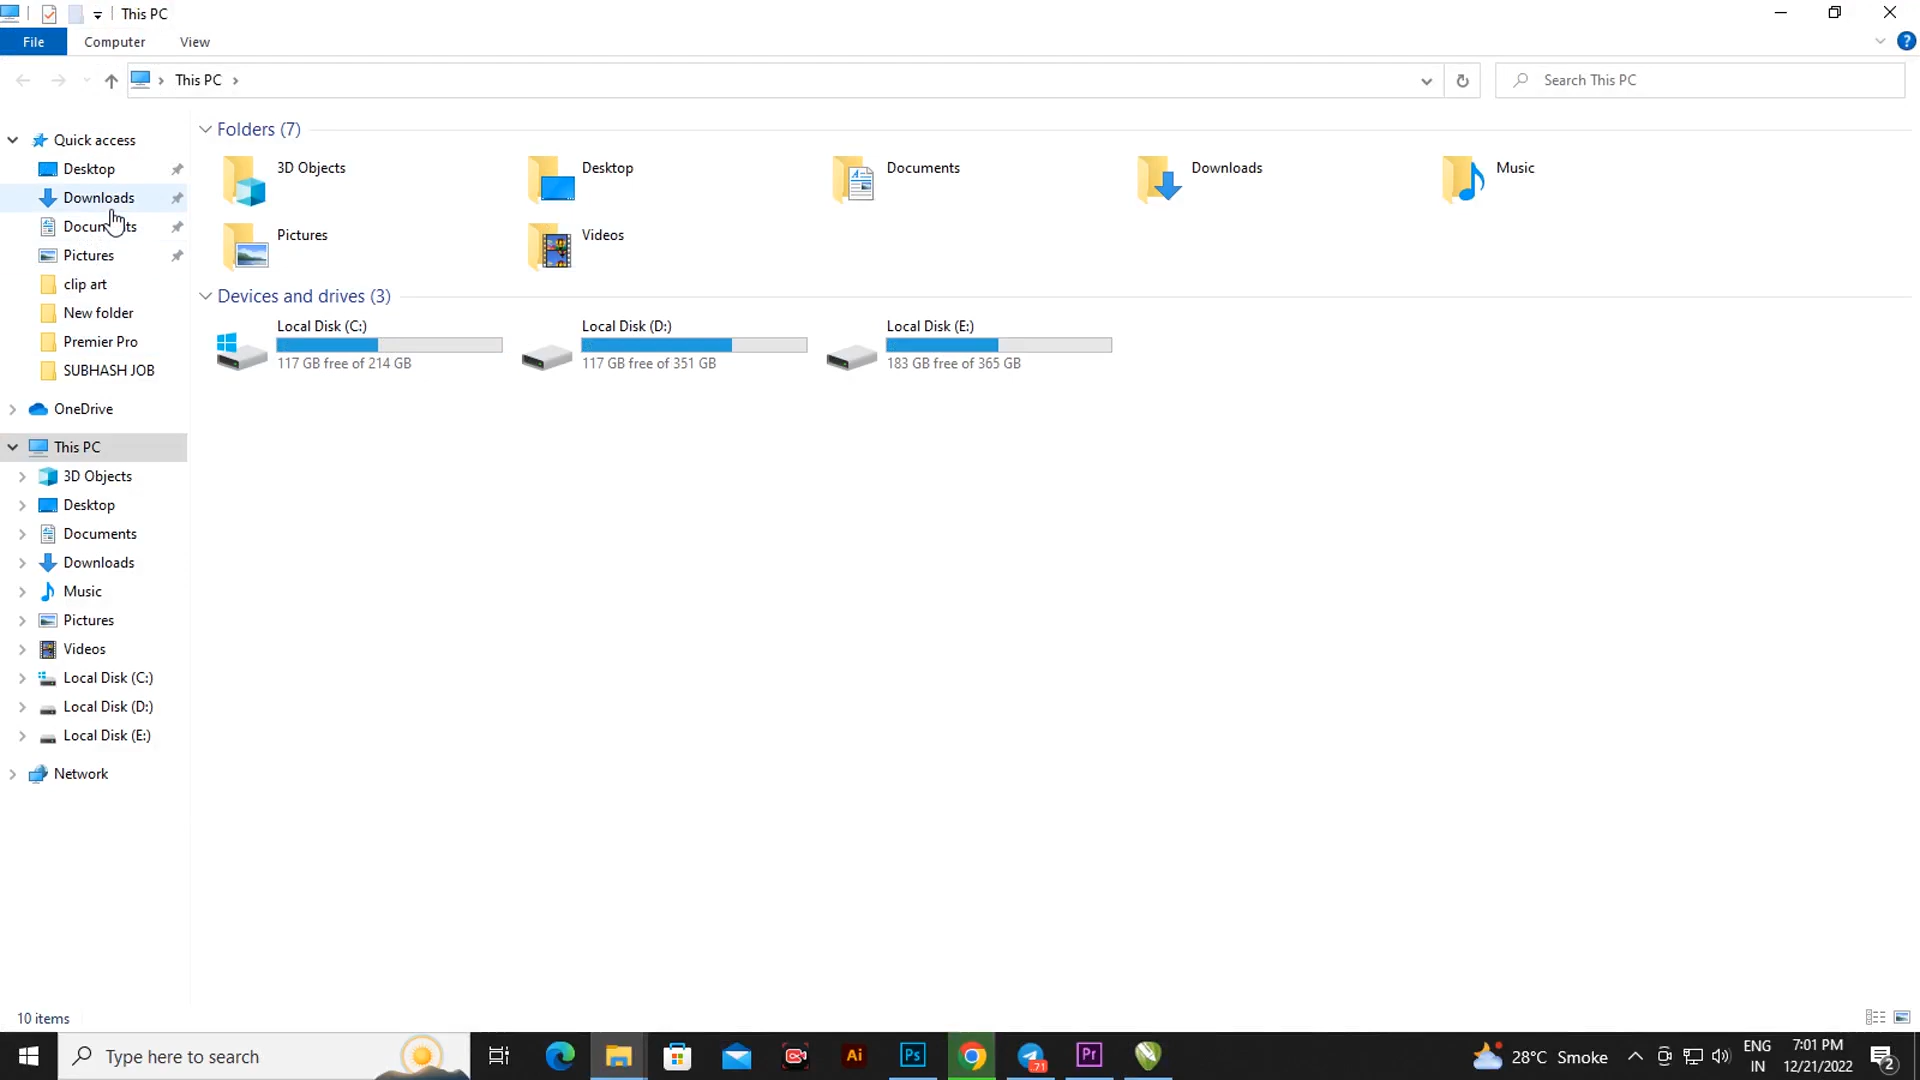 This PC
File
Computer
View
This PC
Search This PC
Quick access
Desktop
Downloads
Documents
Pictures
clip art
New folder
Premier Pro
SUBHASH JOB
OneDrive
This PC
3D Objects
Desktop
Documents
Downloads
Music
Pictures
Videos
Local Disk (C:)
Local Disk (D:)
Local Disk (E:)
Network
Folders (7)
3D Objects
Desktop
Documents
Downloads
Music
Pictures
Videos
Devices and drives (3)
Local Disk (C:)
117 GB free of 214 GB
Local Disk (D:)
117 GB free of 351 GB
Local Disk (E:)
183 GB free of 365 GB
10 items
Type here to search
Ai
Ps
71
Pr
28°C Smoke
ENG
IN
7:01 PM
12/21/2022
2